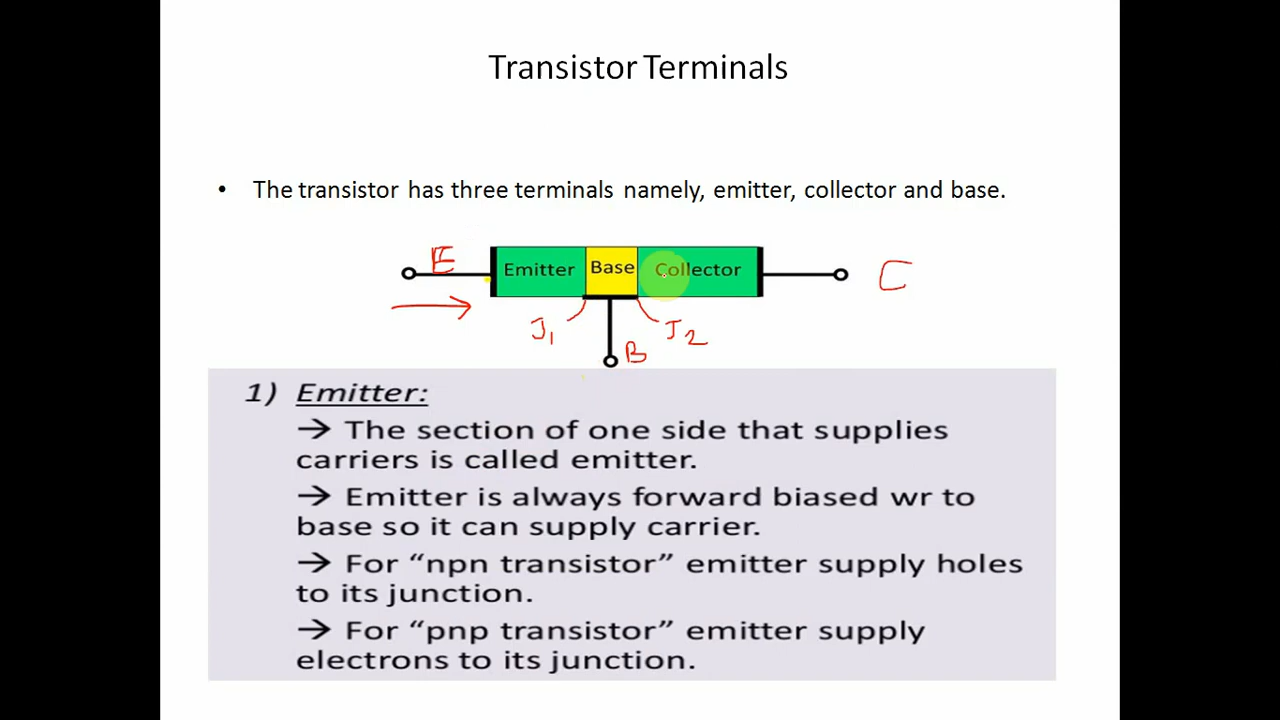 Transistor Terminals
• The transistor has three terminals namely, emitter, collector and base.
E Emitter Base Collector C
J1 J2
B
1) Emitter:
→ The section of one side that supplies
carriers is called emitter.
→ Emitter is always forward biased wr to
base so it can supply carrier.
→ For “npn transistor” emitter supply holes
to its junction.
→ For “pnp transistor” emitter supply
electrons to its junction.